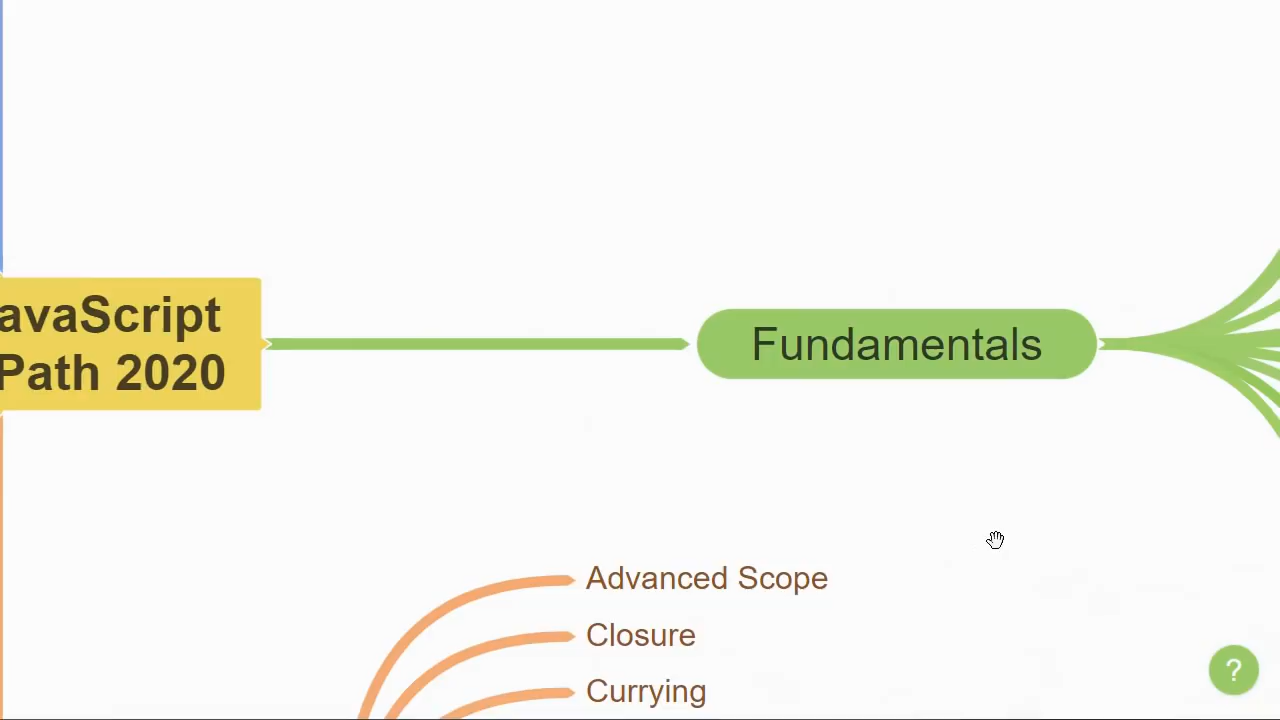 avaScript
Path 2020
Fundamentals
Advanced Scope
Closure
Currying
?